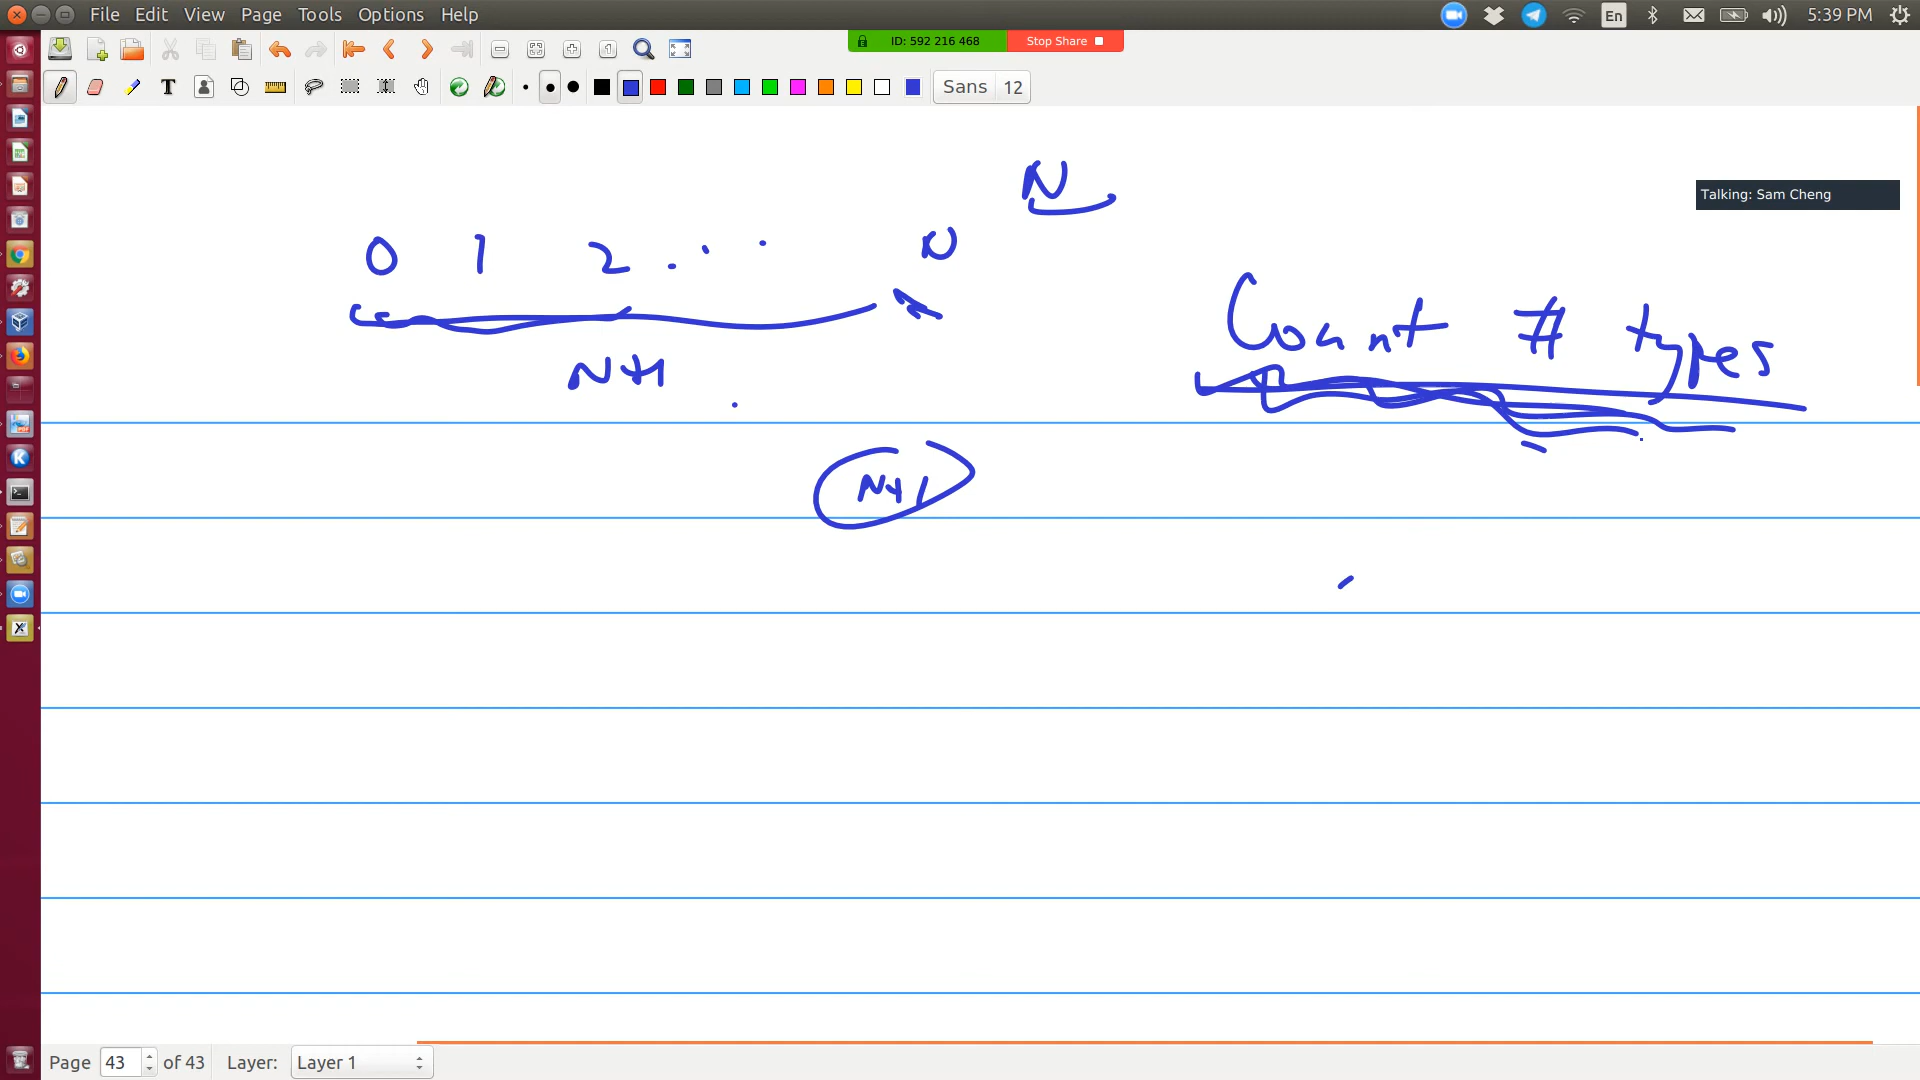 File Edit View Page Tools Options Help
En 5:39 PM
ID: 592 216 468 Stop Share
T Sans 12
N
Talking: Sam Cheng
0 1 2 . . . N
Count # types
N+1
N+1
Page 43 of 43 Layer: Layer 1